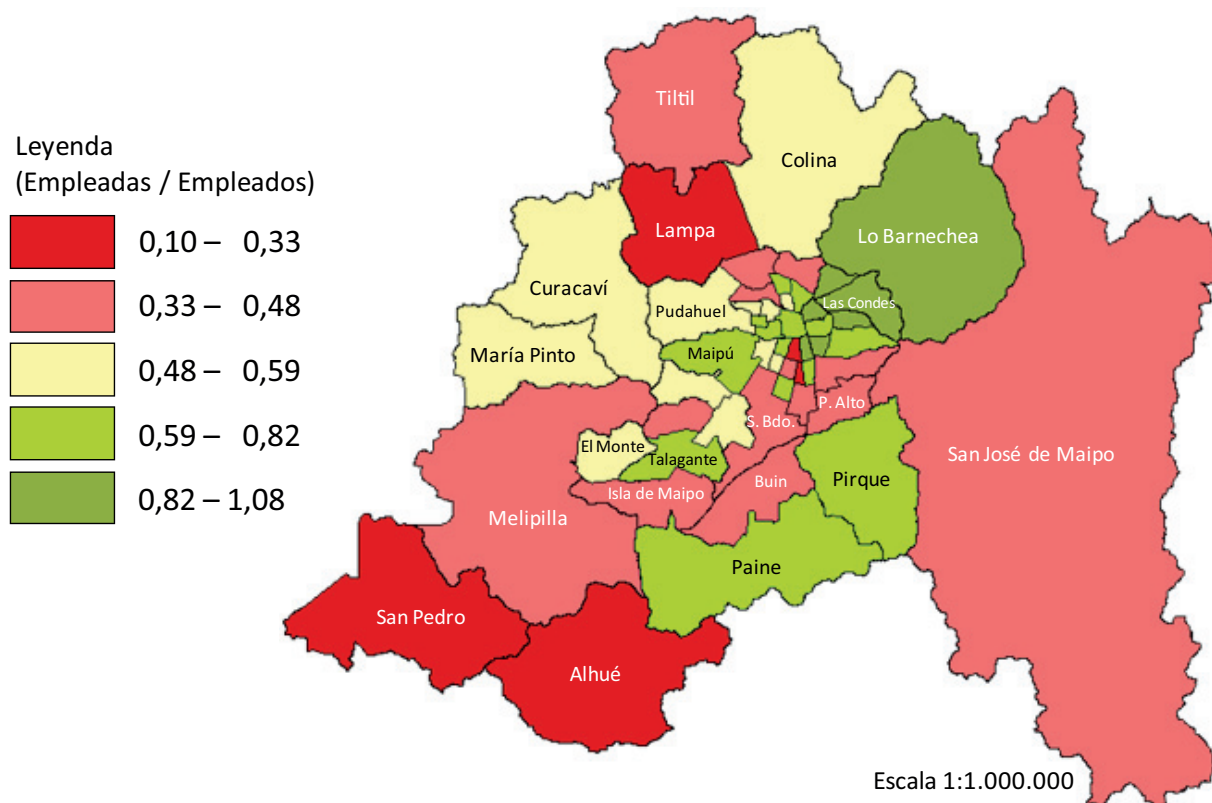 Leyenda
(Empleadas / Empleados)
0,10 – 0,33
0,33 – 0,48
0,48 – 0,59
0,59 – 0,82
0,82 – 1,08
Tiltil
Colina
Lampa
Lo Barnechea
Curacaví
Pudahuel
Las Condes
María Pinto
Maipú
P. Alto
S. Bdo.
El Monte
Talagante
San José de Maipo
Isla de Maipo
Buin
Pirque
Melipilla
Paine
San Pedro
Alhué
Escala 1:1.000.000